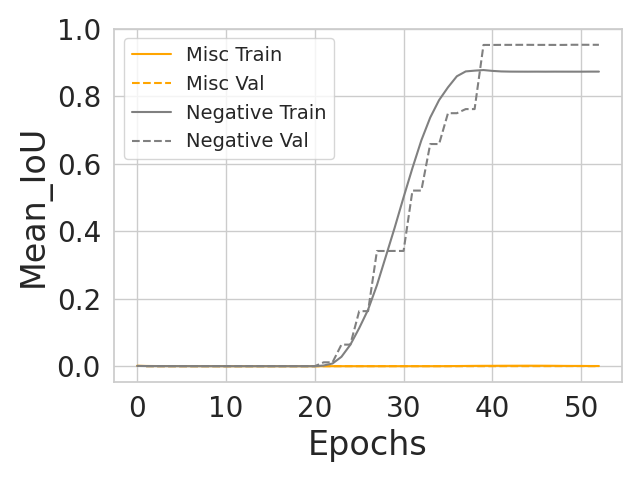 1.0
0.8
0.6
0.4
0.2
0.0
Mean_IoU
Misc Train
Misc Val
Negative Train
Negative Val
0 10 20 30 40 50
Epochs